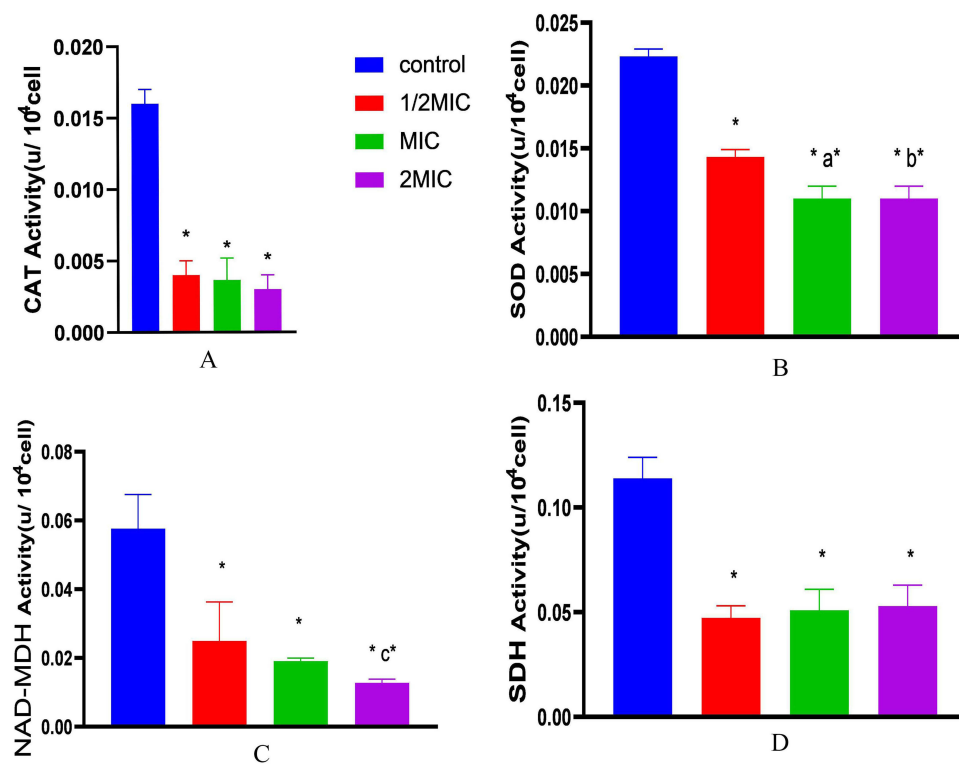 CAT Activity(u/ 10⁴cell)
0.020
0.015
0.010
0.005
0.000
*
*
*
A
control
1/2MIC
MIC
2MIC
SOD Activity(u/10⁴cell)
0.025
0.020
0.015
0.010
0.005
0.000
*
* a*
* b*
B
NAD-MDH Activity(u/ 10⁴cell)
0.08
0.06
0.04
0.02
0.00
*
*
* c*
C
SDH Activity(u/10⁴cell)
0.15
0.10
0.05
0.00
*
*
*
D